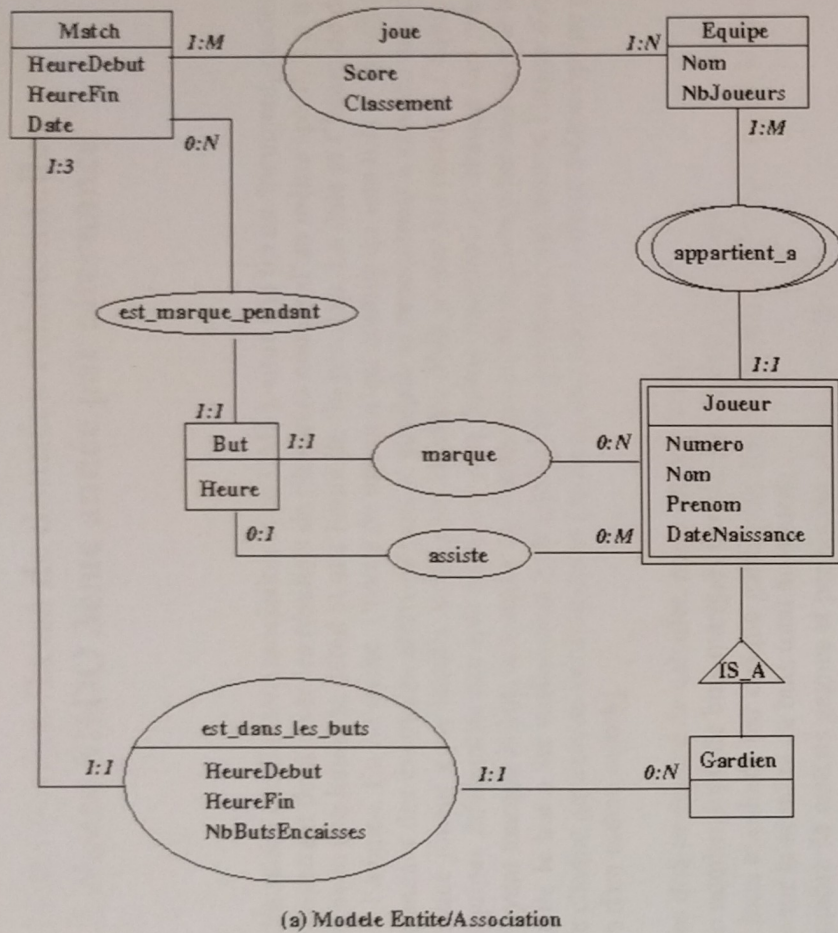 Match
HeureDebut
HeureFin
Date
1:M
joue
Score
Classement
1:N
Equipe
Nom
NbJoueurs
0:N
1:3
1:M
appartient_a
est_marque_pendant
1:1
1:1
But
Heure
1:1
marque
0:N
Joueur
Numero
Nom
Prenom
DateNaissance
0:1
assiste
0:M
IS_A
est_dans_les_buts
HeureDebut
HeureFin
NbButsEncaisses
1:1
1:1
0:N
Gardien
(a) Modele Entite/Association